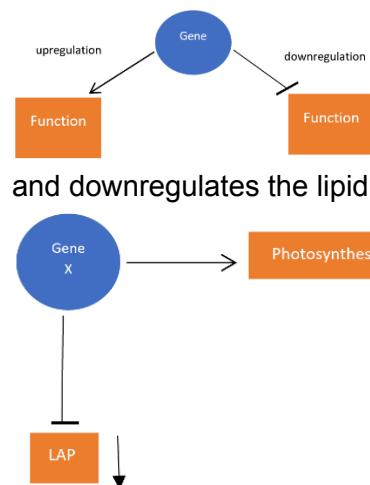 Gene
upregulation
downregulation
Function
Function
and downregulates the lipid
Gene
X
Photosynthes
LAP